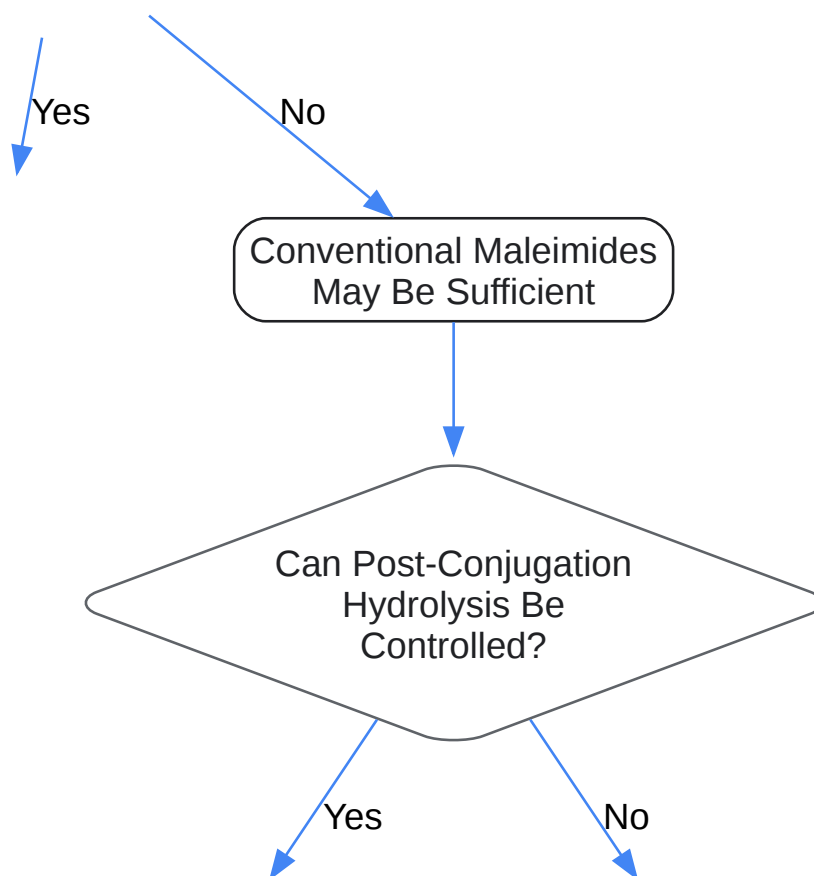 Yes
No
Conventional Maleimides
May Be Sufficient
Can Post-Conjugation
Hydrolysis Be
Controlled?
Yes
No